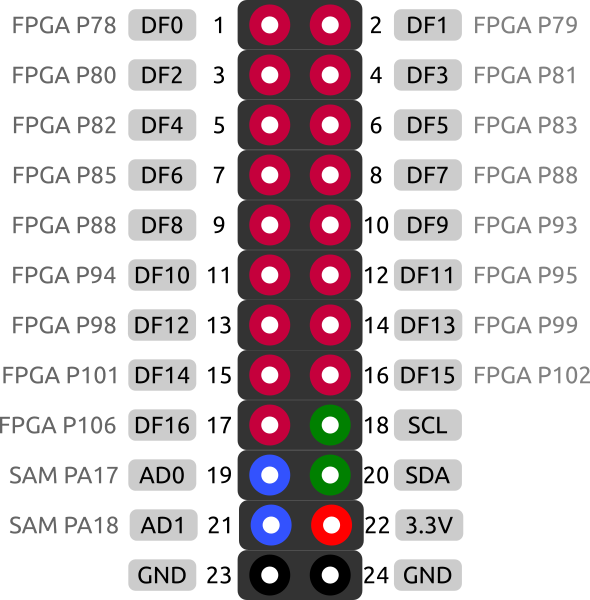 FPGA P78 DF0 1 2 DF1 FPGA P79
FPGA P80 DF2 3 4 DF3 FPGA P81
FPGA P82 DF4 5 6 DF5 FPGA P83
FPGA P85 DF6 7 8 DF7 FPGA P88
FPGA P88 DF8 9 10 DF9 FPGA P93
FPGA P94 DF10 11 12 DF11 FPGA P95
FPGA P98 DF12 13 14 DF13 FPGA P99
FPGA P101 DF14 15 16 DF15 FPGA P102
FPGA P106 DF16 17 18 SCL
SAM PA17 AD0 19 20 SDA
SAM PA18 AD1 21 22 3.3V
GND 23 24 GND